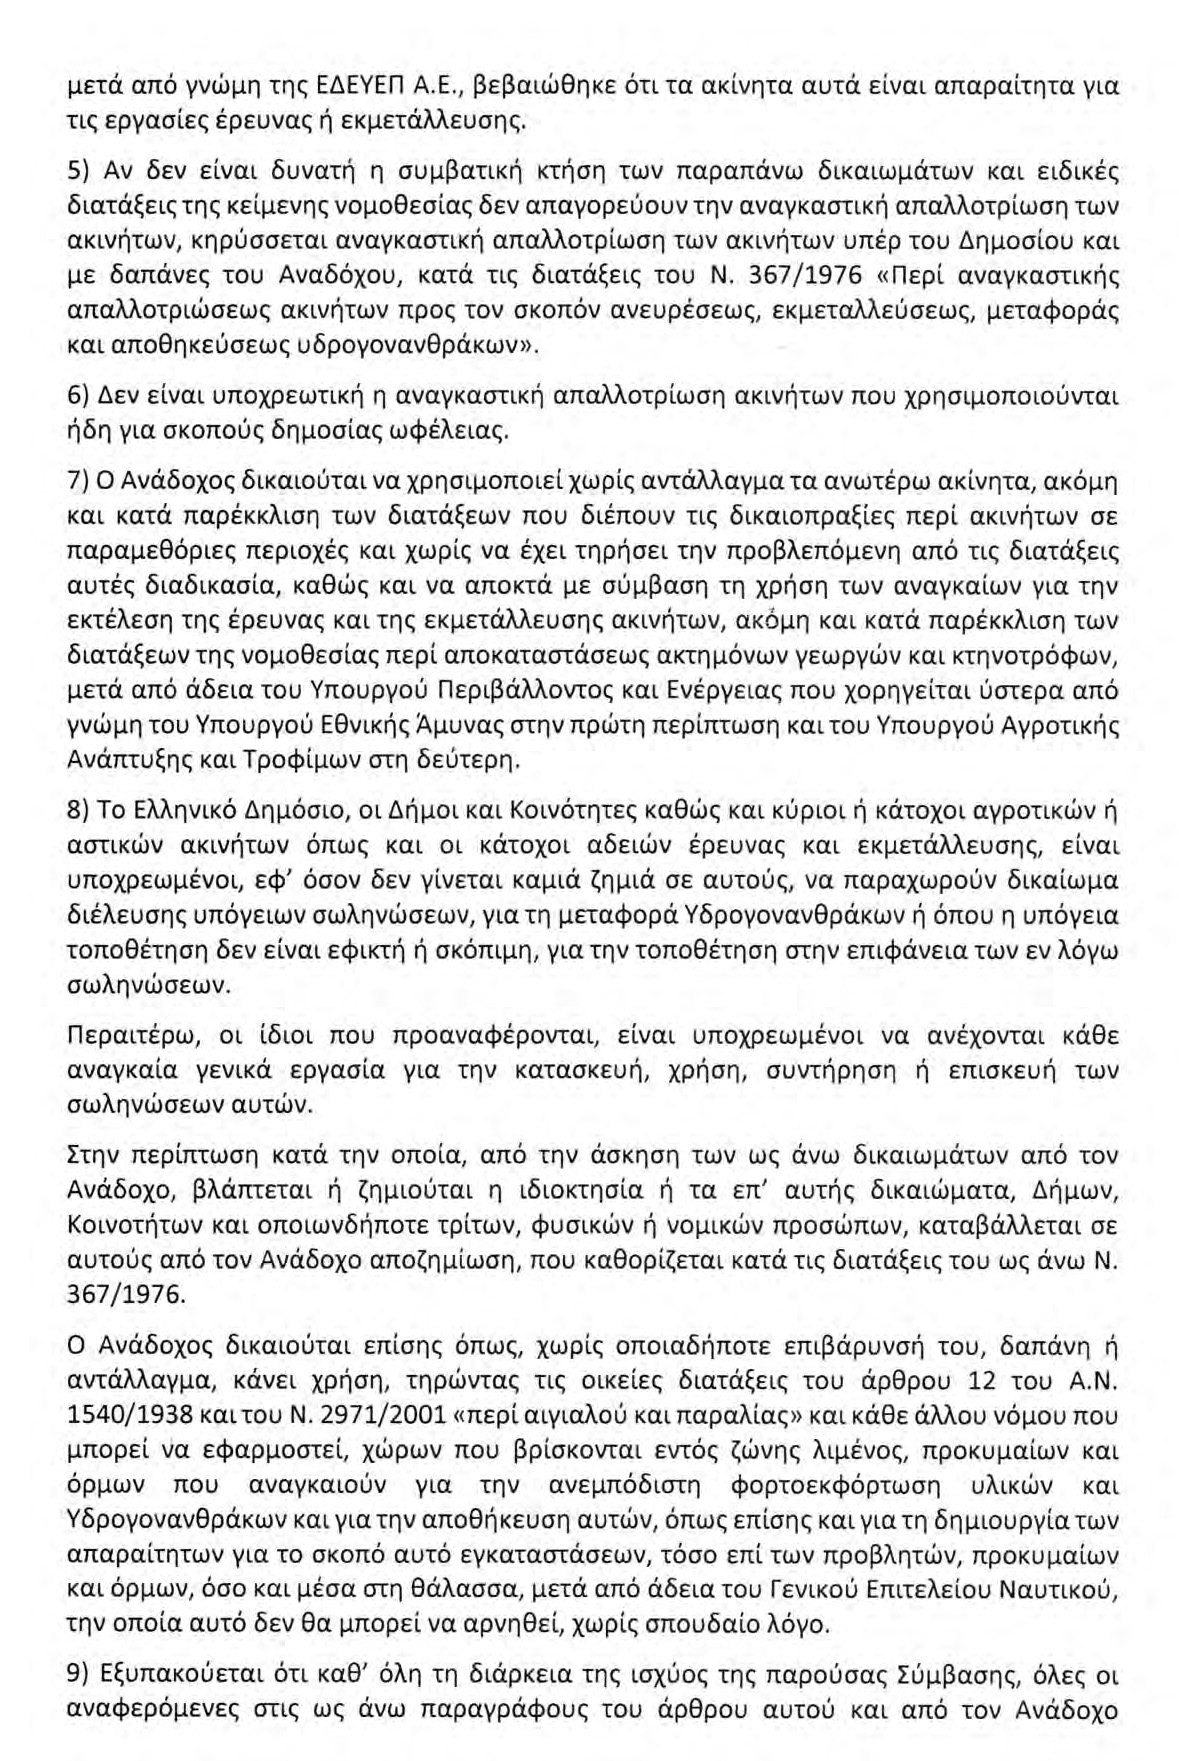 μετά από γνώμη της ΕΔΕΥΕΠ Α.Ε., βεβαιώθηκε ότι τα ακίνητα αυτά είναι απαραίτητα για
τις εργασίες έρευνας ή εκμετάλλευσης.
5) Αν δεν είναι δυνατή η συμβατική κτήση των παραπάνω δικαιωμάτων και ειδικές
διατάξεις της κείμενης νομοθεσίας δεν απαγορεύουν την αναγκαστική απαλλοτρίωση των
ακινήτων, κηρύσσεται αναγκαστική απαλλοτρίωση των ακινήτων υπέρ του Δημοσίου και
με δαπάνες του Αναδόχου, κατά τις διατάξεις του Ν. 367/1976 «Περί αναγκαστικής
απαλλοτριώσεως ακινήτων προς τον σκοπόν ανευρέσεως, εκμεταλλεύσεως, μεταφοράς
και αποθηκεύσεως υδρογονανθράκων».
6) Δεν είναι υποχρεωτική η αναγκαστική απαλλοτρίωση ακινήτων που χρησιμοποιούνται
ήδη για σκοπούς δημοσίας ωφέλειας.
7) Ο Ανάδοχος δικαιούται να χρησιμοποιεί χωρίς αντάλλαγμα τα ανωτέρω ακίνητα, ακόμη
και κατά παρέκκλιση των διατάξεων που διέπουν τις δικαιοπραξίες περί ακινήτων σε
παραμεθόριες περιοχές και χωρίς να έχει τηρήσει την προβλεπόμενη από τις διατάξεις
αυτές διαδικασία, καθώς και να αποκτά με σύμβαση τη χρήση των αναγκαίων για την
εκτέλεση της έρευνας και της εκμετάλλευσης ακινήτων, ακόμη και κατά παρέκκλιση των
διατάξεων της νομοθεσίας περί αποκαταστάσεως ακτημόνων γεωργών και κτηνοτρόφων,
μετά από άδεια του Υπουργού Περιβάλλοντος και Ενέργειας που χορηγείται ύστερα από
γνώμη του Υπουργού Εθνικής Άμυνας στην πρώτη περίπτωση και του Υπουργού Αγροτικής
Ανάπτυξης και Τροφίμων στη δεύτερη.
8) Το Ελληνικό Δημόσιο, οι Δήμοι και Κοινότητες καθώς και κύριοι ή κάτοχοι αγροτικών ή
αστικών ακινήτων όπως και οι κάτοχοι αδειών έρευνας και εκμετάλλευσης, είναι
υποχρεωμένοι, εφ’ όσον δεν γίνεται καμιά ζημιά σε αυτούς, να παραχωρούν δικαίωμα
διέλευσης υπόγειων σωληνώσεων, για τη μεταφορά Υδρογονανθράκων ή όπου η υπόγεια
τοποθέτηση δεν είναι εφικτή ή σκόπιμη, για την τοποθέτηση στην επιφάνεια των εν λόγω
σωληνώσεων.
Περαιτέρω, οι ίδιοι που προαναφέρονται, είναι υποχρεωμένοι να ανέχονται κάθε
αναγκαία γενικά εργασία για την κατασκευή, χρήση, συντήρηση ή επισκευή των
σωληνώσεων αυτών.
Στην περίπτωση κατά την οποία, από την άσκηση των ως άνω δικαιωμάτων από τον
Ανάδοχο, βλάπτεται ή ζημιούται η ιδιοκτησία ή τα επ’ αυτής δικαιώματα, Δήμων,
Κοινοτήτων και οποιωνδήποτε τρίτων, φυσικών ή νομικών προσώπων, καταβάλλεται σε
αυτούς από τον Ανάδοχο αποζημίωση, που καθορίζεται κατά τις διατάξεις του ως άνω Ν.
367/1976.
Ο Ανάδοχος δικαιούται επίσης όπως, χωρίς οποιαδήποτε επιβάρυνσή του, δαπάνη ή
αντάλλαγμα, κάνει χρήση, τηρώντας τις οικείες διατάξεις του άρθρου 12 του Α.Ν.
1540/1938 και του Ν. 2971/2001 «περί αιγιαλού και παραλίας» και κάθε άλλου νόμου που
μπορεί να εφαρμοστεί, χώρων που βρίσκονται εντός ζώνης λιμένος, προκυμαίων και
όρμων που αναγκαιούν για την ανεμπόδιστη φορτοεκφόρτωση υλικών και
Υδρογονανθράκων και για την αποθήκευση αυτών, όπως επίσης και για τη δημιουργία των
απαραίτητων για το σκοπό αυτό εγκαταστάσεων, τόσο επί των προβλητών, προκυμαίων
και όρμων, όσο και μέσα στη θάλασσα, μετά από άδεια του Γενικού Επιτελείου Ναυτικού,
την οποία αυτό δεν θα μπορεί να αρνηθεί, χωρίς σπουδαίο λόγο.
9) Εξυπακούεται ότι καθ’ όλη τη διάρκεια της ισχύος της παρούσας Σύμβασης, όλες οι
αναφερόμενες στις ως άνω παραγράφους του άρθρου αυτού και από τον Ανάδοχο